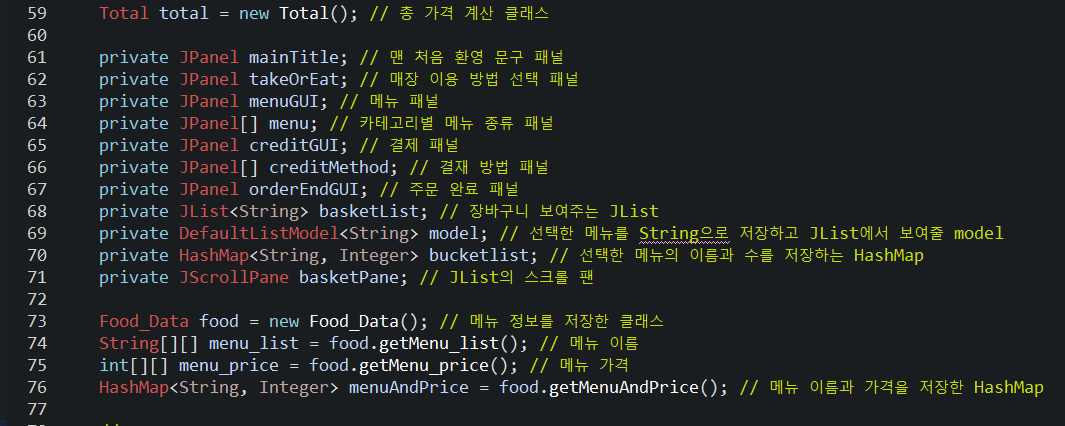 59 Total total = new Total(); // 총 가격 계산 클래스
60
61 private JPanel mainTitle; // 맨 처음 환영 문구 패널
62 private JPanel takeOrEat; // 매장 이용 방법 선택 패널
63 private JPanel menuGUI; // 메뉴 패널
64 private JPanel[] menu; // 카테고리별 메뉴 종류 패널
65 private JPanel creditGUI; // 결제 패널
66 private JPanel[] creditMethod; // 결재 방법 패널
67 private JPanel orderEndGUI; // 주문 완료 패널
68 private JList<String> basketList; // 장바구니 보여주는 JList
69 private DefaultListModel<String> model; // 선택한 메뉴를 String으로 저장하고 JList에서 보여줄 model
70 private HashMap<String, Integer> bucketlist; // 선택한 메뉴의 이름과 수를 저장하는 HashMap
71 private JScrollPane basketPane; // JList의 스크롤 팬
72
73 Food_Data food = new Food_Data(); // 메뉴 정보를 저장한 클래스
74 String[][] menu_list = food.getMenu_list(); // 메뉴 이름
75 int[][] menu_price = food.getMenu_price(); // 메뉴 가격
76 HashMap<String, Integer> menuAndPrice = food.getMenuAndPrice(); // 메뉴 이름과 가격을 저장한 HashMap
77